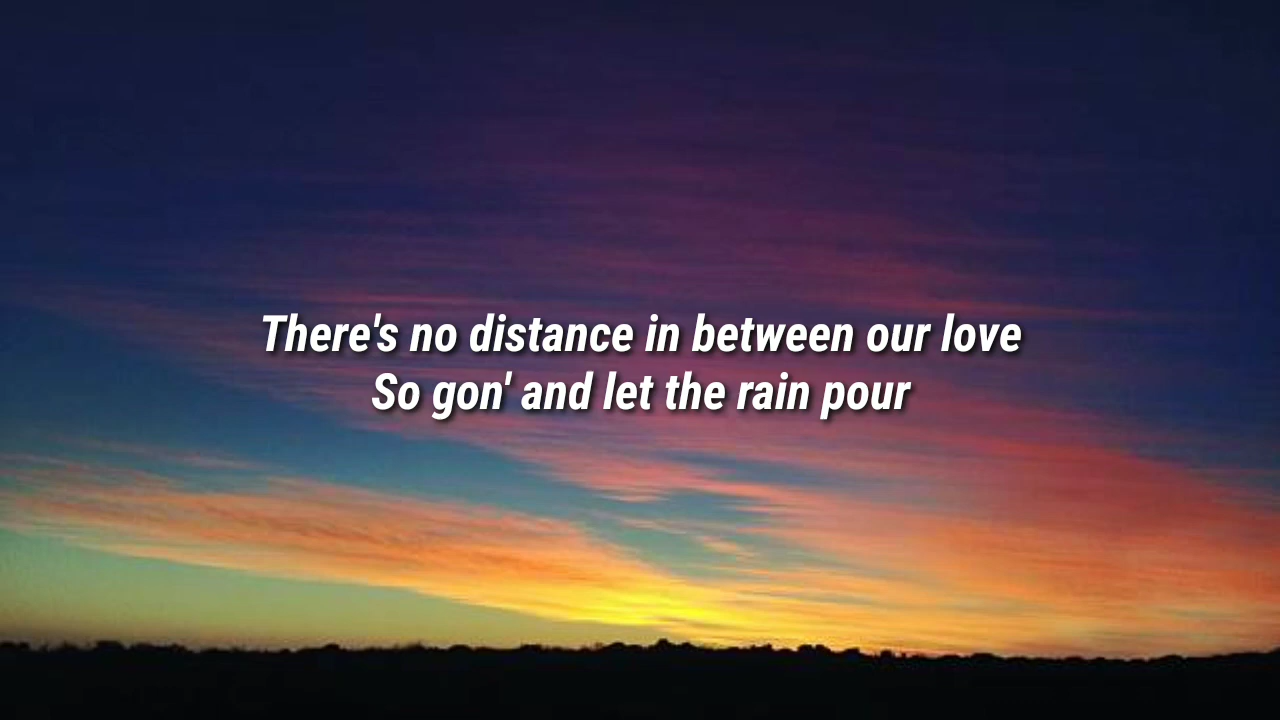 There's no distance in between our love
So gon' and let the rain pour